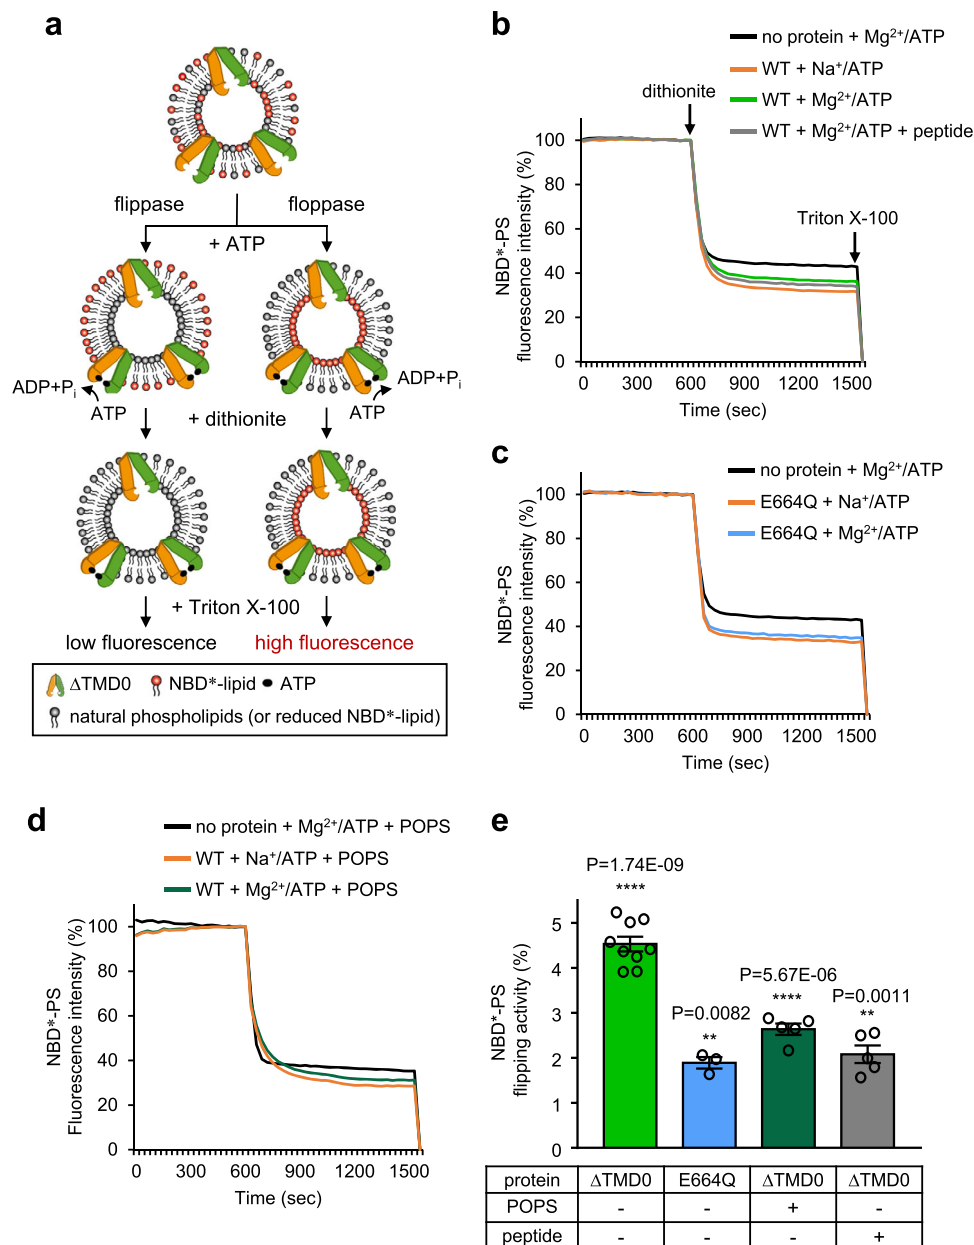 a
flippase
floppase
+ ATP
ADP+Pi
ATP
+ dithionite
ATP
ADP+Pi
+ Triton X-100
low fluorescence
high fluorescence
ΔTMD0
NBD*-lipid
ATP
natural phospholipids (or reduced NBD*-lipid)
b
no protein + Mg²⁺/ATP
WT + Na⁺/ATP
WT + Mg²⁺/ATP
WT + Mg²⁺/ATP + peptide
dithionite
Triton X-100
NBD*-PS
fluorescence intensity (%)
100
80
60
40
20
0
0 300 600 900 1200 1500
Time (sec)
c
no protein + Mg²⁺/ATP
E664Q + Na⁺/ATP
E664Q + Mg²⁺/ATP
NBD*-PS
fluorescence intensity (%)
100
80
60
40
20
0
0 300 600 900 1200 1500
Time (sec)
d
no protein + Mg²⁺/ATP + POPS
WT + Na⁺/ATP + POPS
WT + Mg²⁺/ATP + POPS
NBD*-PS
Fluorescence intensity (%)
100
80
60
40
20
0
0 300 600 900 1200 1500
Time (sec)
e
P=1.74E-09
****
P=0.0082
**
P=5.67E-06
****
P=0.0011
**
NBD*-PS
flipping activity (%)
5
4
3
2
1
0
protein ΔTMD0 E664Q ΔTMD0 ΔTMD0
POPS - - + -
peptide - - - +